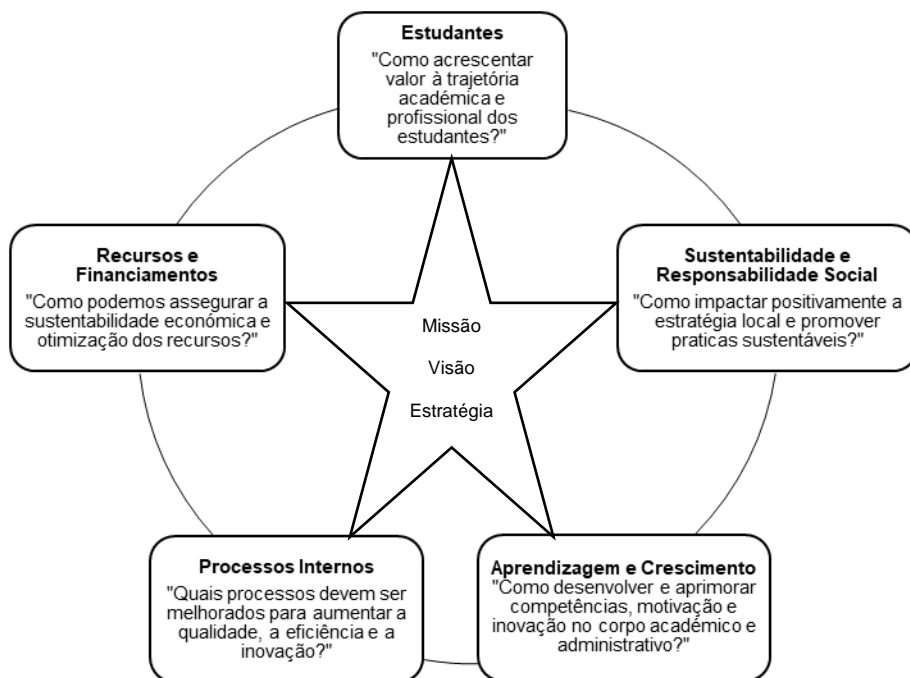 Estudantes
"Como acrescentar
valor à trajetória
académica e
profissional dos
estudantes?"
Recursos e
Financiamentos
"Como podemos assegurar a
sustentabilidade económica e
otimização dos recursos?"
Sustentabilidade e
Responsabilidade Social
"Como impactar positivamente a
estratégia local e promover
praticas sustentáveis?"
Missão
Visão
Estratégia
Processos Internos
"Quais processos devem ser
melhorados para aumentar a
qualidade, a eficiência e a
inovação?"
Aprendizagem e Crescimento
"Como desenvolver e aprimorar
competências, motivação e
inovação no corpo académico e
administrativo?"